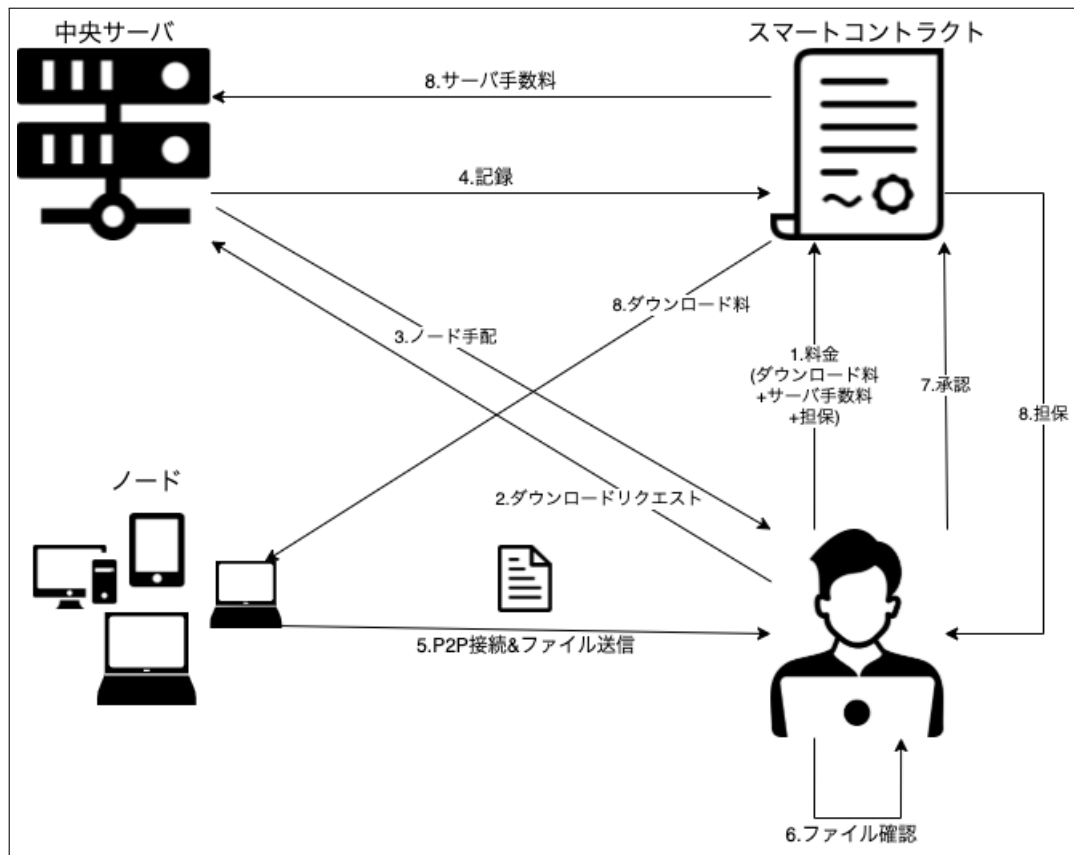 中央サーバ
スマートコントラクト
8.サーバ手数料
4.記録
8.ダウンロード料
3.ノード手配
1.料金
(ダウンロード料
+サーバ手数料
+担保)
7.承認
8.担保
ノード
2.ダウンロードリクエスト
5.P2P接続&ファイル送信
6.ファイル確認